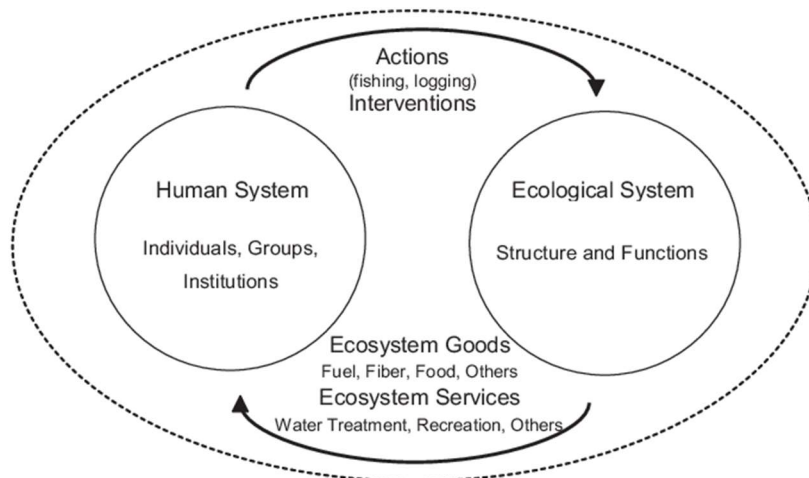 Actions
(fishing, logging)
Interventions
Human System
Individuals, Groups,
Institutions
Ecological System
Structure and Functions
Ecosystem Goods
Fuel, Fiber, Food, Others
Ecosystem Services
Water Treatment, Recreation, Others